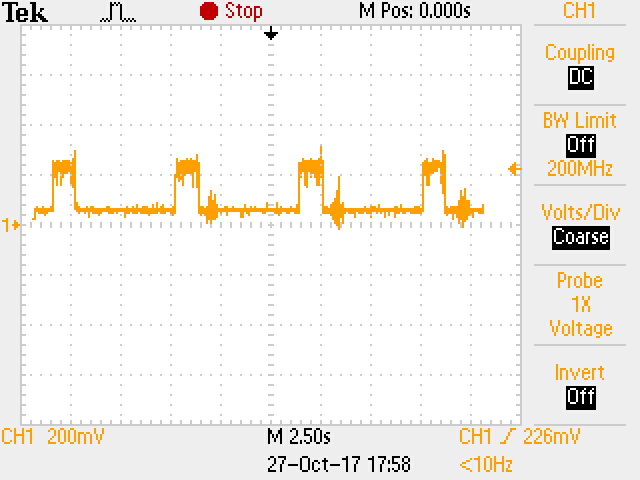 Tek Stop M Pos: 0.000s CH1
Coupling
DC
BW Limit
Off
200MHz
Volts/Div
Coarse
Probe
1X
Voltage
Invert
Off
1
CH1 200mV M 2.50s CH1 226mV
27-Oct-17 17:58 <10Hz